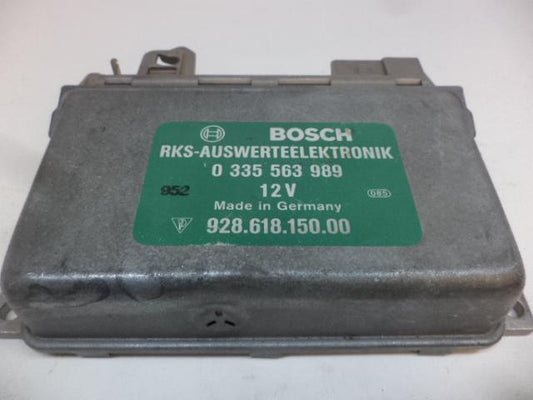 BOSCH
RKS-AUSWERTEELEKTRONIK
0 335 563 989
952 12 V 085
Made in Germany
928.618.150.00